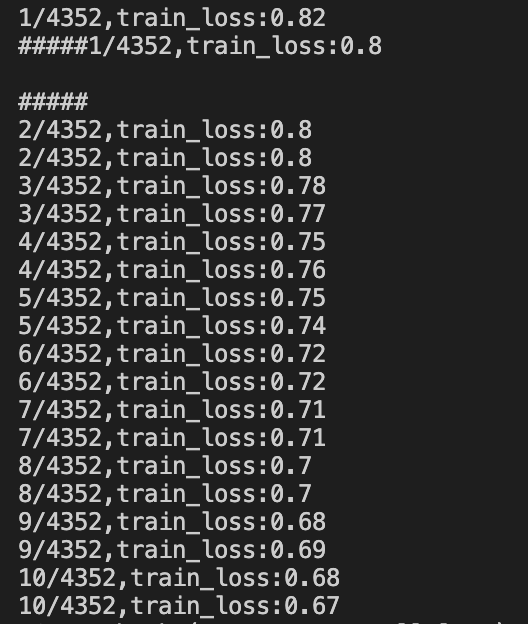 1/4352,train_loss:0.82
#####1/4352,train_loss:0.8
#####
2/4352,train_loss:0.8
2/4352,train_loss:0.8
3/4352,train_loss:0.78
3/4352,train_loss:0.77
4/4352,train_loss:0.75
4/4352,train_loss:0.76
5/4352,train_loss:0.75
5/4352,train_loss:0.74
6/4352,train_loss:0.72
6/4352,train_loss:0.72
7/4352,train_loss:0.71
7/4352,train_loss:0.71
8/4352,train_loss:0.7
8/4352,train_loss:0.7
9/4352,train_loss:0.68
9/4352,train_loss:0.69
10/4352,train_loss:0.68
10/4352,train_loss:0.67